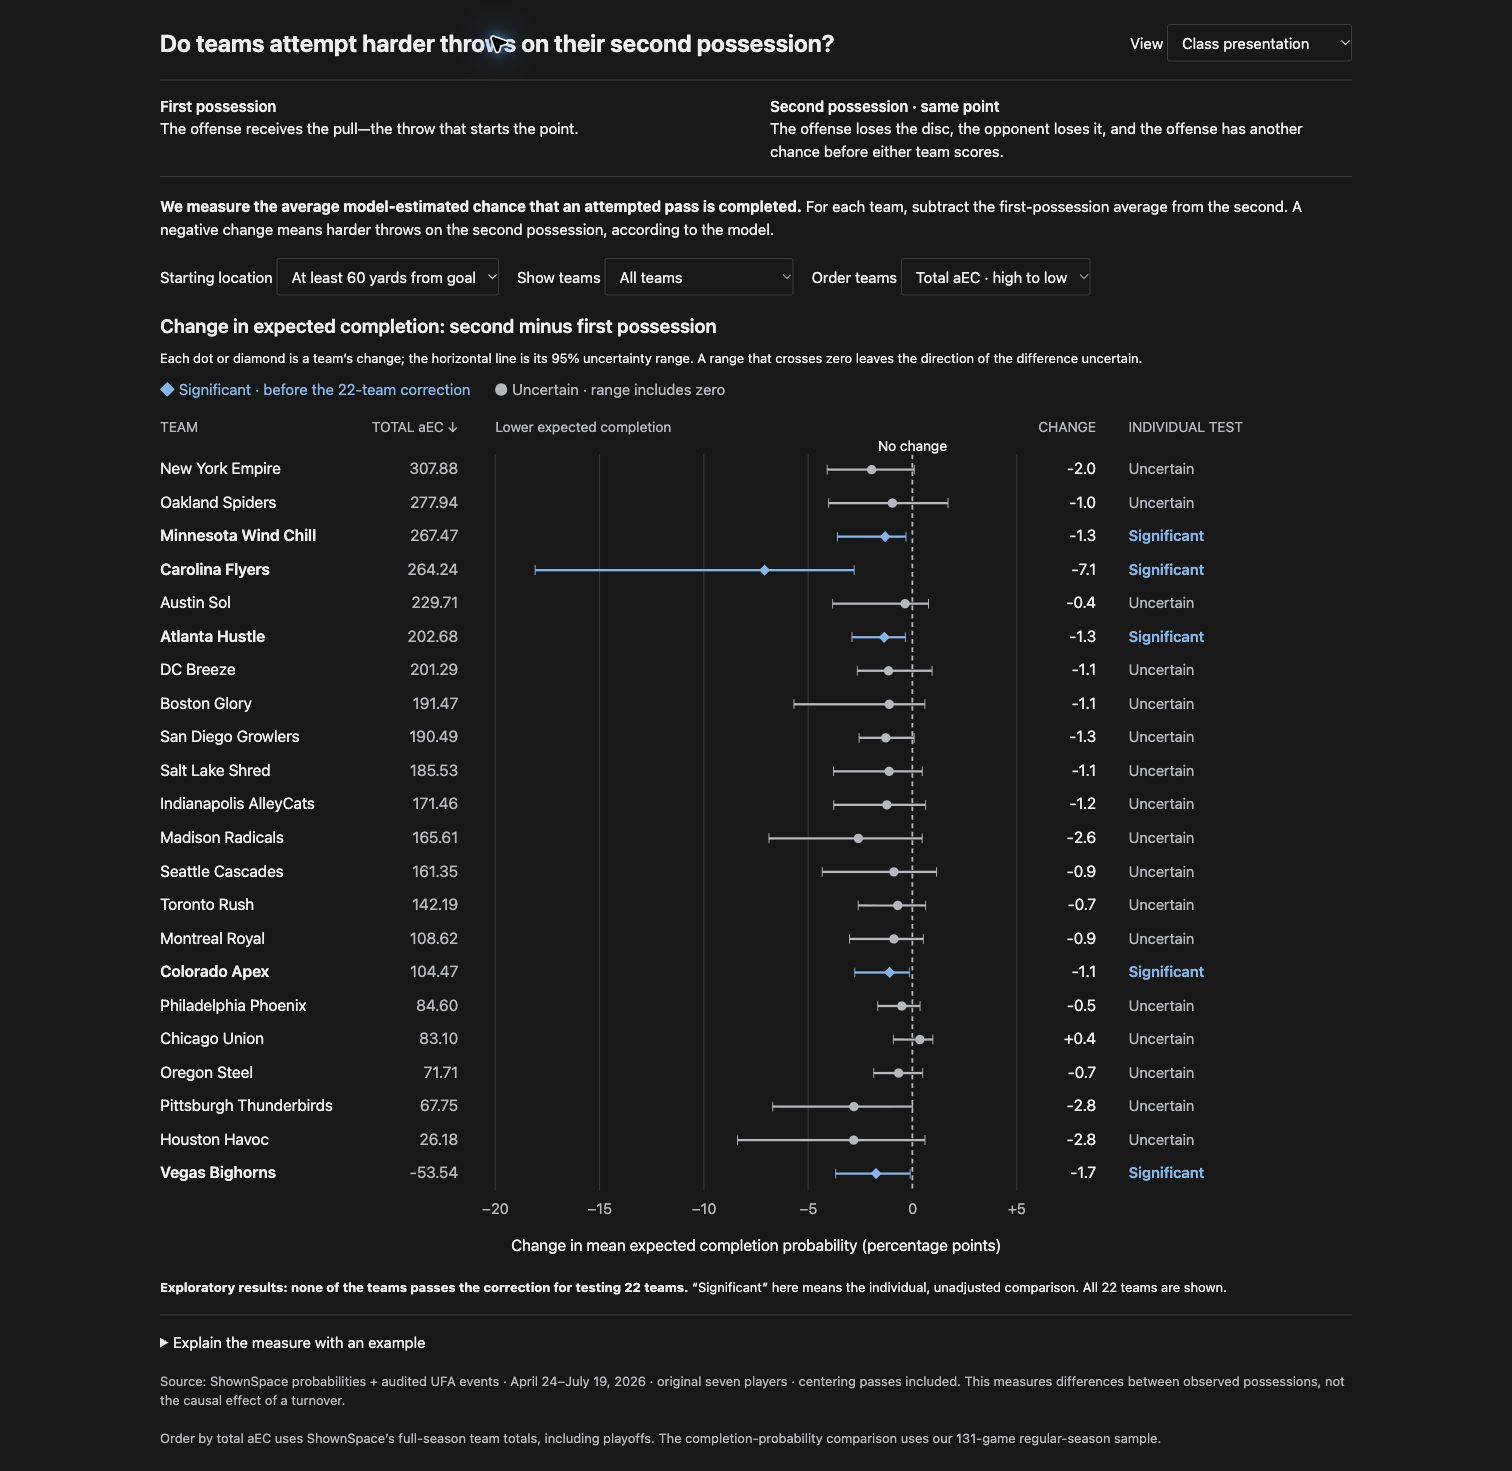 Do teams attempt harder throws on their second possession?
View Class presentation
First possession
The offense receives the pull—the throw that starts the point.
Second possession · same point
The offense loses the disc, the opponent loses it, and the offense has another
chance before either team scores.
We measure the average model-estimated chance that an attempted pass is completed. For each team, subtract the first-possession average from the second. A
negative change means harder throws on the second possession, according to the model.
Starting location At least 60 yards from goal Show teams All teams Order teams Total aEC · high to low
Change in expected completion: second minus first possession
Each dot or diamond is a team's change; the horizontal line is its 95% uncertainty range. A range that crosses zero leaves the direction of the difference uncertain.
Significant · before the 22-team correction Uncertain · range includes zero
TEAM TOTAL aEC ↓ Lower expected completion CHANGE INDIVIDUAL TEST
No change
New York Empire 307.88 -2.0 Uncertain
Oakland Spiders 277.94 -1.0 Uncertain
Minnesota Wind Chill 267.47 -1.3 Significant
Carolina Flyers 264.24 -7.1 Significant
Austin Sol 229.71 -0.4 Uncertain
Atlanta Hustle 202.68 -1.3 Significant
DC Breeze 201.29 -1.1 Uncertain
Boston Glory 191.47 -1.1 Uncertain
San Diego Growlers 190.49 -1.3 Uncertain
Salt Lake Shred 185.53 -1.1 Uncertain
Indianapolis AlleyCats 171.46 -1.2 Uncertain
Madison Radicals 165.61 -2.6 Uncertain
Seattle Cascades 161.35 -0.9 Uncertain
Toronto Rush 142.19 -0.7 Uncertain
Montreal Royal 108.62 -0.9 Uncertain
Colorado Apex 104.47 -1.1 Significant
Philadelphia Phoenix 84.60 -0.5 Uncertain
Chicago Union 83.10 +0.4 Uncertain
Oregon Steel 71.71 -0.7 Uncertain
Pittsburgh Thunderbirds 67.75 -2.8 Uncertain
Houston Havoc 26.18 -2.8 Uncertain
Vegas Bighorns -53.54 -1.7 Significant
−20 −15 −10 −5 0 +5
Change in mean expected completion probability (percentage points)
Exploratory results: none of the teams passes the correction for testing 22 teams. "Significant" here means the individual, unadjusted comparison. All 22 teams are shown.
Explain the measure with an example
Source: ShownSpace probabilities + audited UFA events · April 24–July 19, 2026 · original seven players · centering passes included. This measures differences between observed possessions, not
the causal effect of a turnover.
Order by total aEC uses ShownSpace's full-season team totals, including playoffs. The completion-probability comparison uses our 131-game regular-season sample.